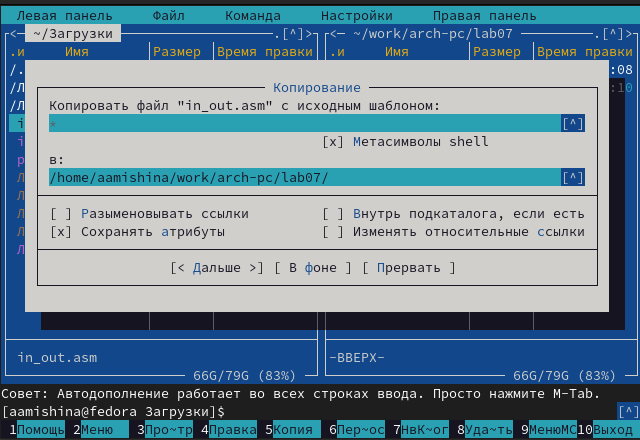 Левая панель Файл Команда Настройки Правая панель
<─ ~/Загрузки .[^]> <─ ~/work/arch-pc/lab07 .[^]>
.и Имя Размер Время правки .и Имя Размер Время правки
/. :08
/Л :10
/Л
i
i
р
Л
Л
Л
Л
Л
Копирование
Копировать файл "in_out.asm" с исходным шаблоном:
* [^]
[x] Метасимволы shell
в:
/home/aamishina/work/arch-pc/lab07/ [^]
[ ] Разыменовывать ссылки [ ] Внутрь подкаталога, если есть
[x] Сохранять атрибуты [ ] Изменять относительные ссылки
[< Дальше >] [ В фоне ] [ Прервать ]
in_out.asm -ВВЕРХ-
66G/79G (83%) 66G/79G (83%)
Совет: Автодополнение работает во всех строках ввода. Просто нажмите M-Tab.
[aamishina@fedora Загрузки]$ [^]
1Помощь 2Меню 3Про~тр 4Правка 5Копия 6Пер~ос 7НвК~ог 8Уда~ть 9МенюMC 10Выход